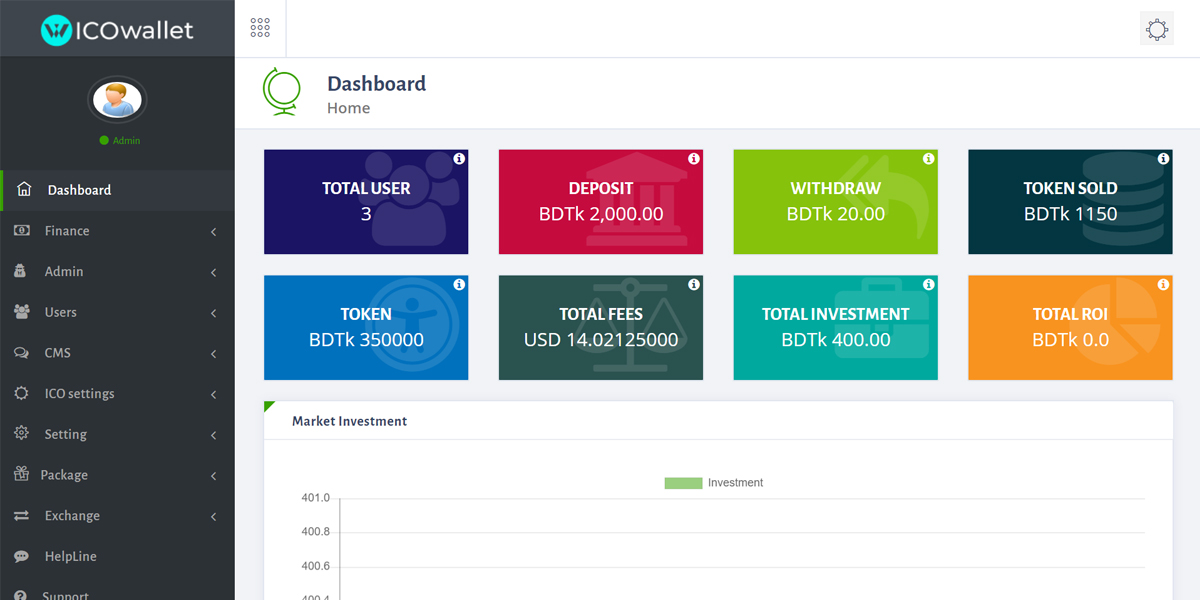 ICOwallet
Admin
Dashboard
Finance
Admin
Users
CMS
ICO settings
Setting
Package
Exchange
HelpLine
Support
Dashboard
Home
TOTAL USER
3
DEPOSIT
BDTk 2,000.00
WITHDRAW
BDTk 20.00
TOKEN SOLD
BDTk 1150
TOKEN
BDTk 350000
TOTAL FEES
USD 14.02125000
TOTAL INVESTMENT
BDTk 400.00
TOTAL ROI
BDTk 0.0
Market Investment
Investment
401.0
400.8
400.6
400.4